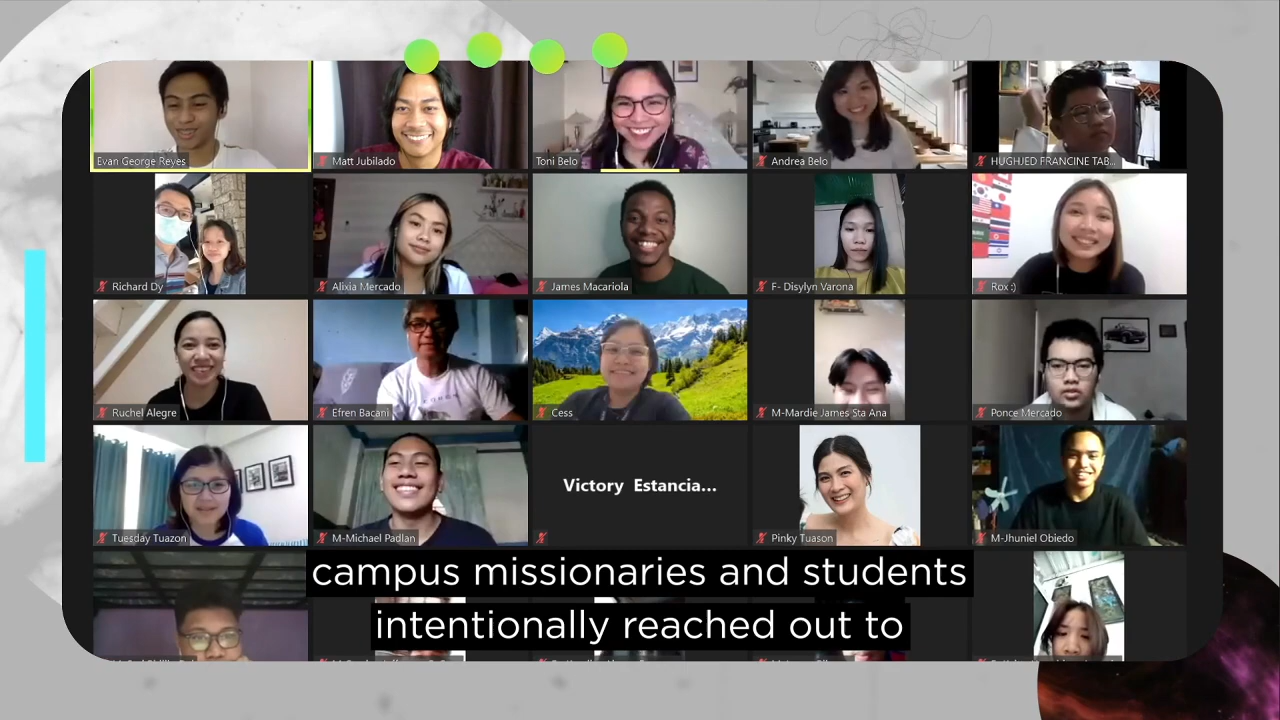 Evan George Reyes
Matt Jubilado
Toni Belo
Andrea Belo
HUGHJED FRANCINE TAB...
Richard Dy
Alixia Mercado
James Macariola
F- Disylyn Varona
Rox :)
Ruchel Alegre
Efren Bacani
Cess
M-Mardie James Sta Ana
Ponce Mercado
Tuesday Tuazon
M-Michael Padlan
Victory Estancia...
Pinky Tuason
M-Jhuniel Obiedo
campus missionaries and students
intentionally reached out to